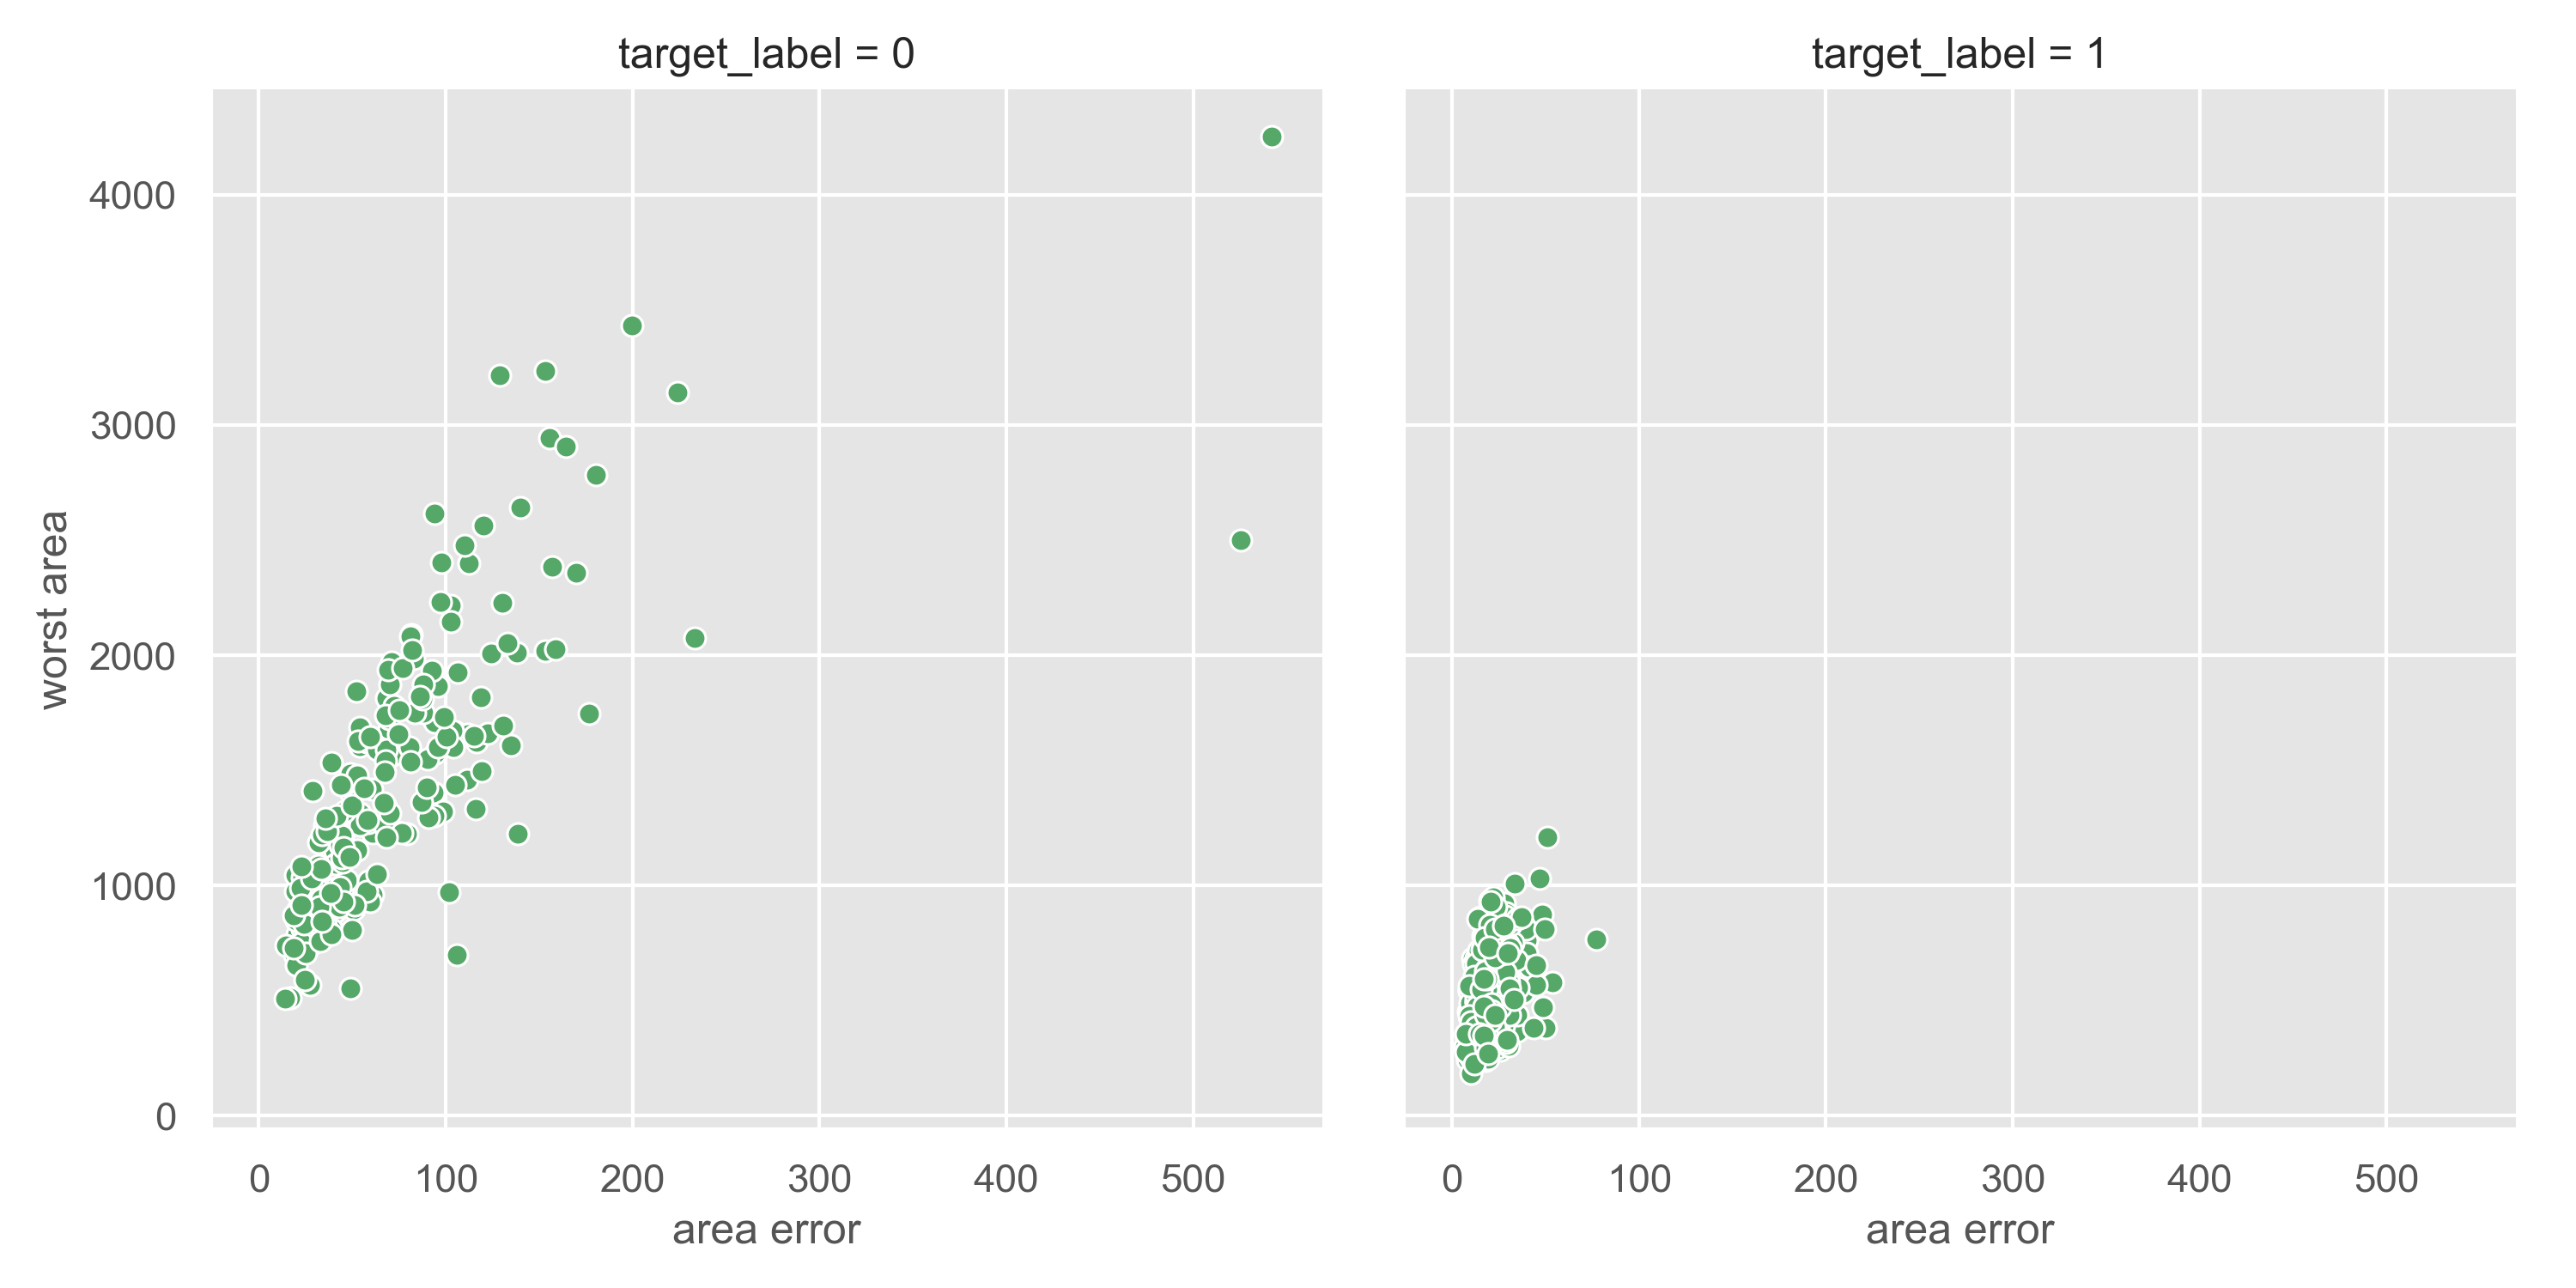 target_label = 0
target_label = 1
4000
3000
2000
1000
0
worst area
0 100 200 300 400 500
0 100 200 300 400 500
area error
area error